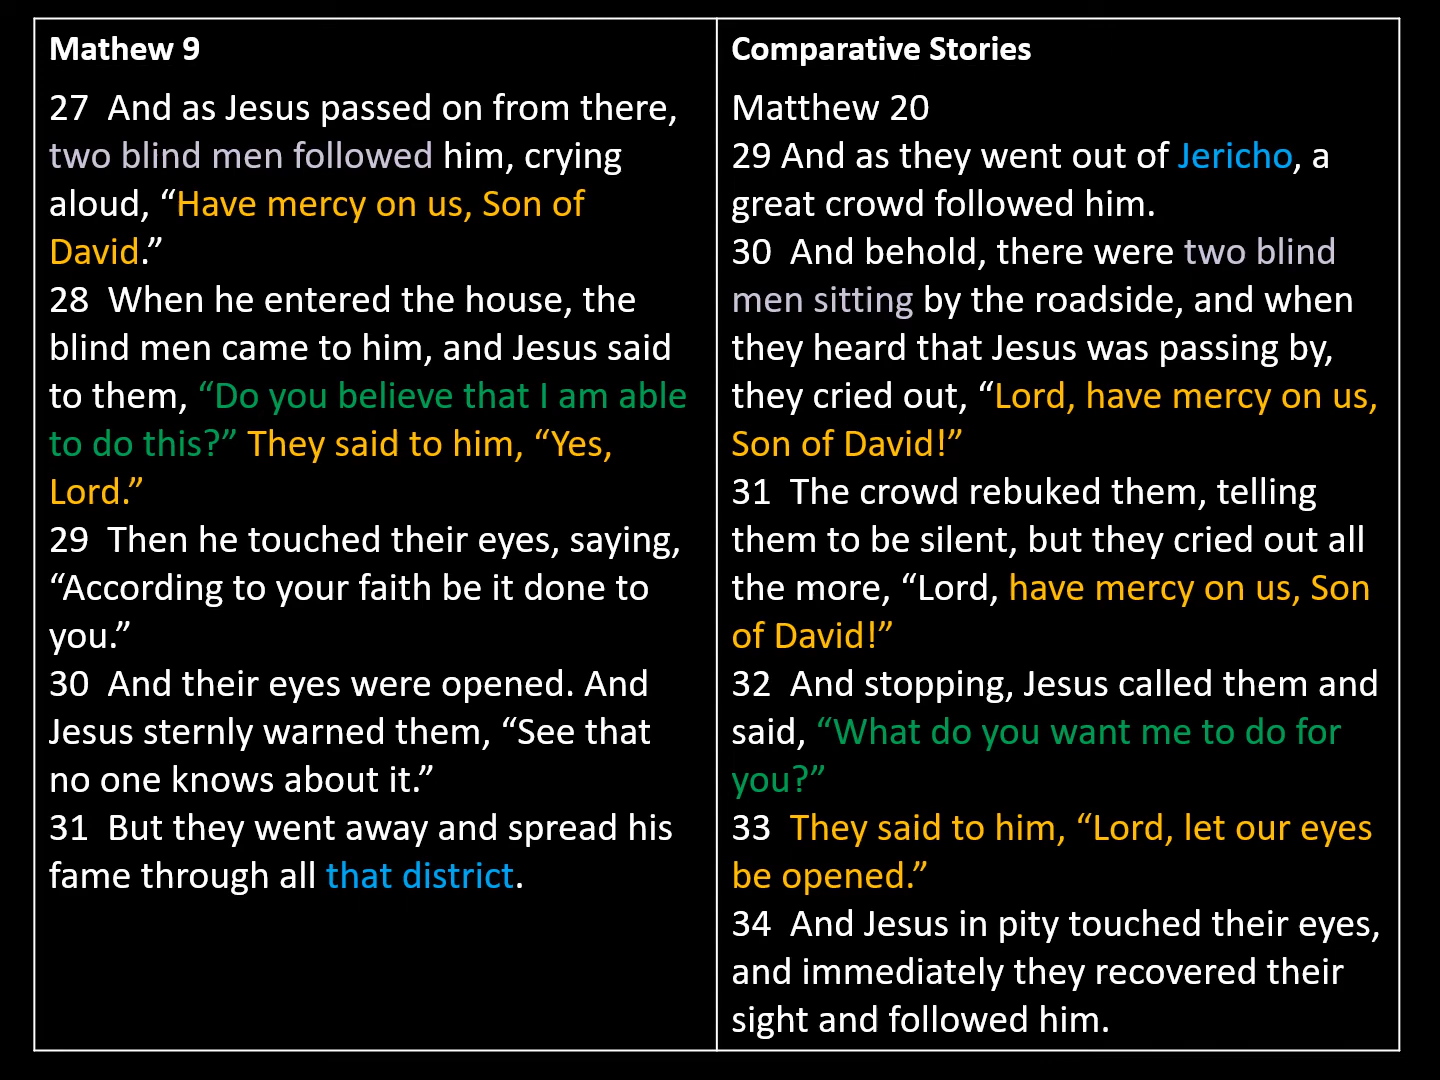 Mathew 9
27  And as Jesus passed on from there,
two blind men followed him, crying
aloud, “Have mercy on us, Son of
David.”
28  When he entered the house, the
blind men came to him, and Jesus said
to them, “Do you believe that I am able
to do this?” They said to him, “Yes,
Lord.”
29  Then he touched their eyes, saying,
“According to your faith be it done to
you.”
30  And their eyes were opened. And
Jesus sternly warned them, “See that
no one knows about it.”
31  But they went away and spread his
fame through all that district.
Comparative Stories
Matthew 20
29 And as they went out of Jericho, a
great crowd followed him.
30  And behold, there were two blind
men sitting by the roadside, and when
they heard that Jesus was passing by,
they cried out, “Lord, have mercy on us,
Son of David!”
31  The crowd rebuked them, telling
them to be silent, but they cried out all
the more, “Lord, have mercy on us, Son
of David!”
32  And stopping, Jesus called them and
said, “What do you want me to do for
you?”
33  They said to him, “Lord, let our eyes
be opened.”
34  And Jesus in pity touched their eyes,
and immediately they recovered their
sight and followed him.